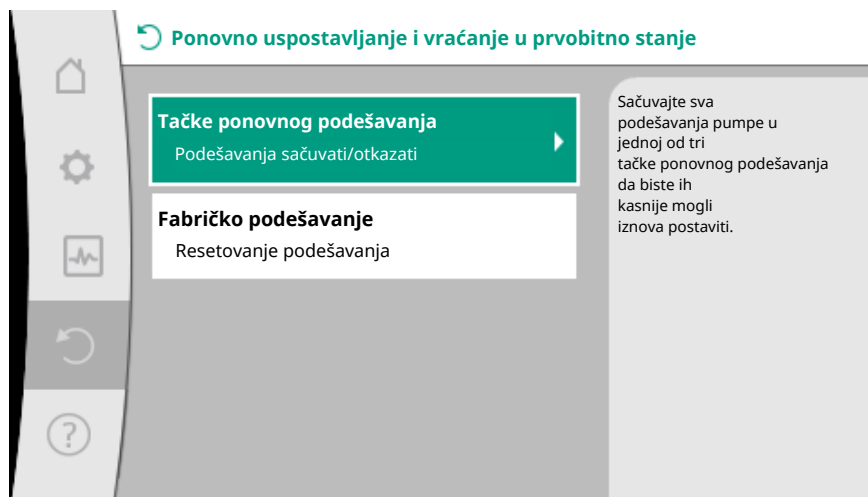 Ponovno uspostavljanje i vraćanje u prvobitno stanje
Tačke ponovnog podešavanja
Podešavanja sačuvati/otkazati
Fabričko podešavanje
Resetovanje podešavanja
Sačuvajte sva
podešavanja pumpe u
jednoj od tri
tačke ponovnog podešavanja
da biste ih
kasnije mogli
iznova postaviti.
?